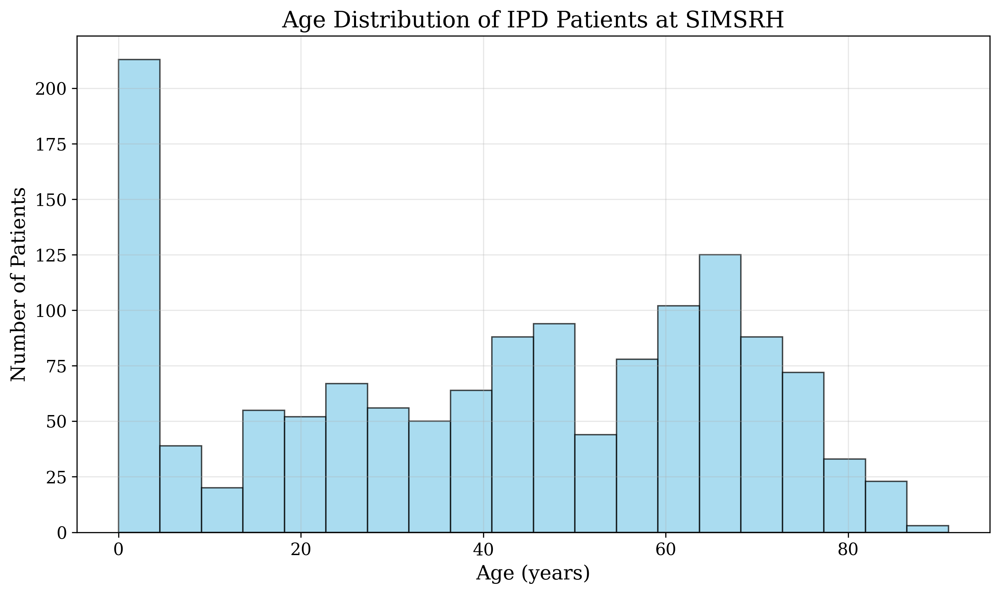 Age Distribution of IPD Patients at SIMSRH
Number of Patients
200
175
150
125
100
75
50
25
0
0 20 40 60 80
Age (years)